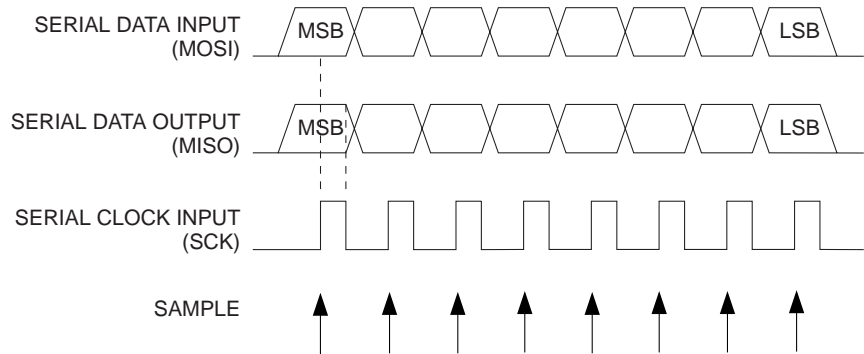 SERIAL DATA INPUT
(MOSI)
MSB
LSB
SERIAL DATA OUTPUT
(MISO)
MSB
LSB
SERIAL CLOCK INPUT
(SCK)
SAMPLE